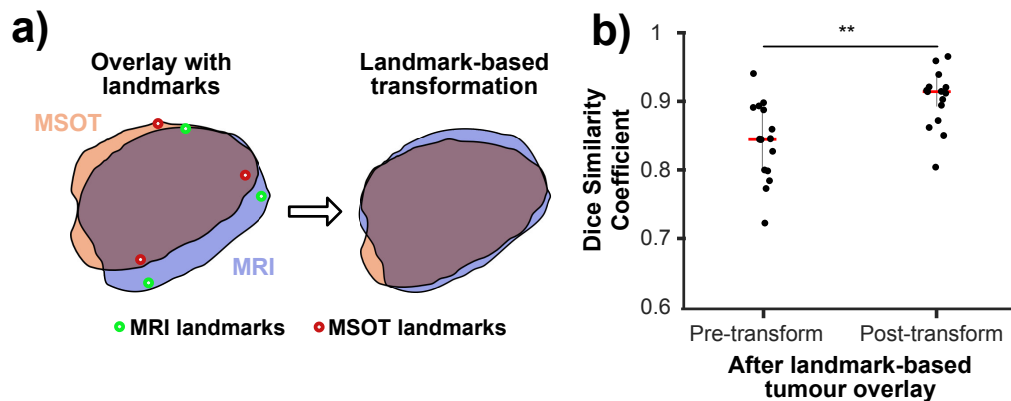 a)
Overlay with
landmarks
Landmark-based
transformation
MSOT
MRI
MRI landmarks
MSOT landmarks
b)
**
1
0.9
0.8
0.7
0.6
Dice Similarity
Coefficient
Pre-transform
Post-transform
After landmark-based
tumour overlay